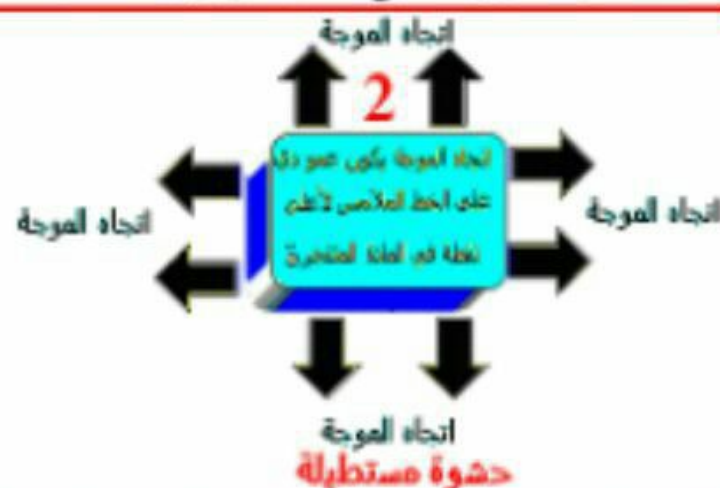 اتجاه الموجة
2
اتجاه الموجة يكون عمودي
على الخط الملامس لأعلى
نقطة في المادة المتفجرة
اتجاه الموجة
اتجاه الموجة
اتجاه الموجة
حشوة مستطيلة